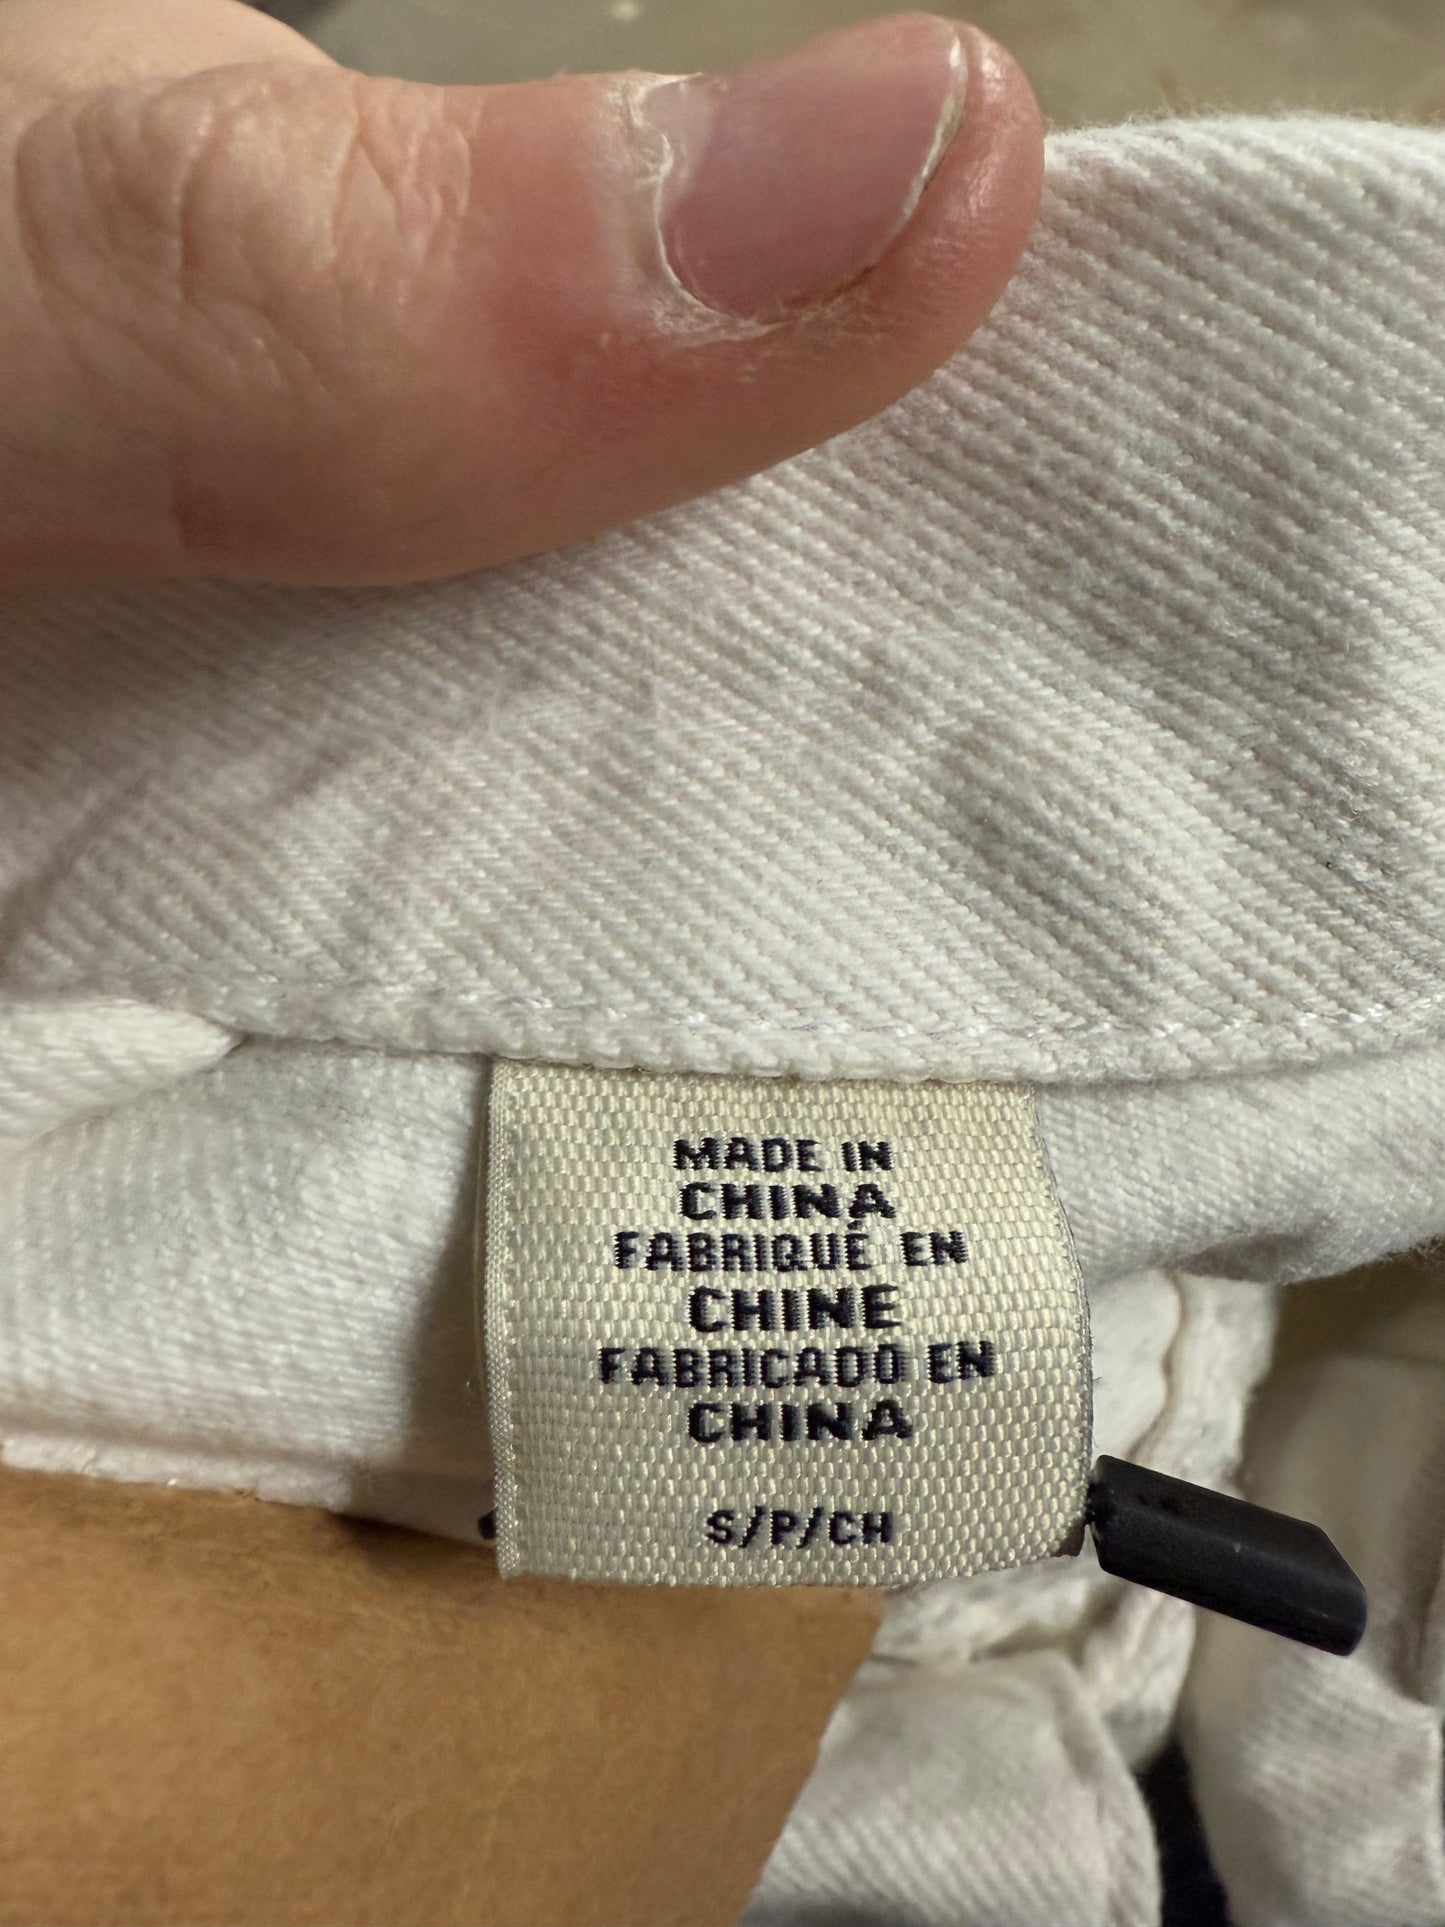 MADE IN
CHINA
FABRIQUÉ EN
CHINE
FABRICADO EN
CHINA
S/P/CH